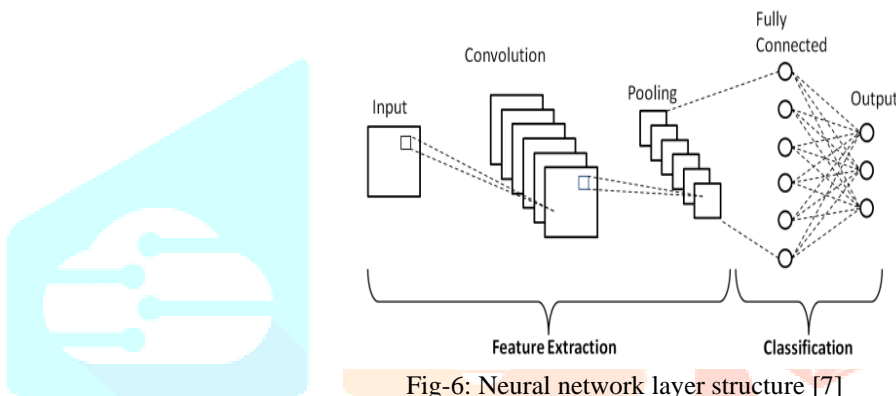 Fully
Connected
Convolution
Pooling
Output
Input
Feature Extraction
Classification
Fig-6: Neural network layer structure [7]